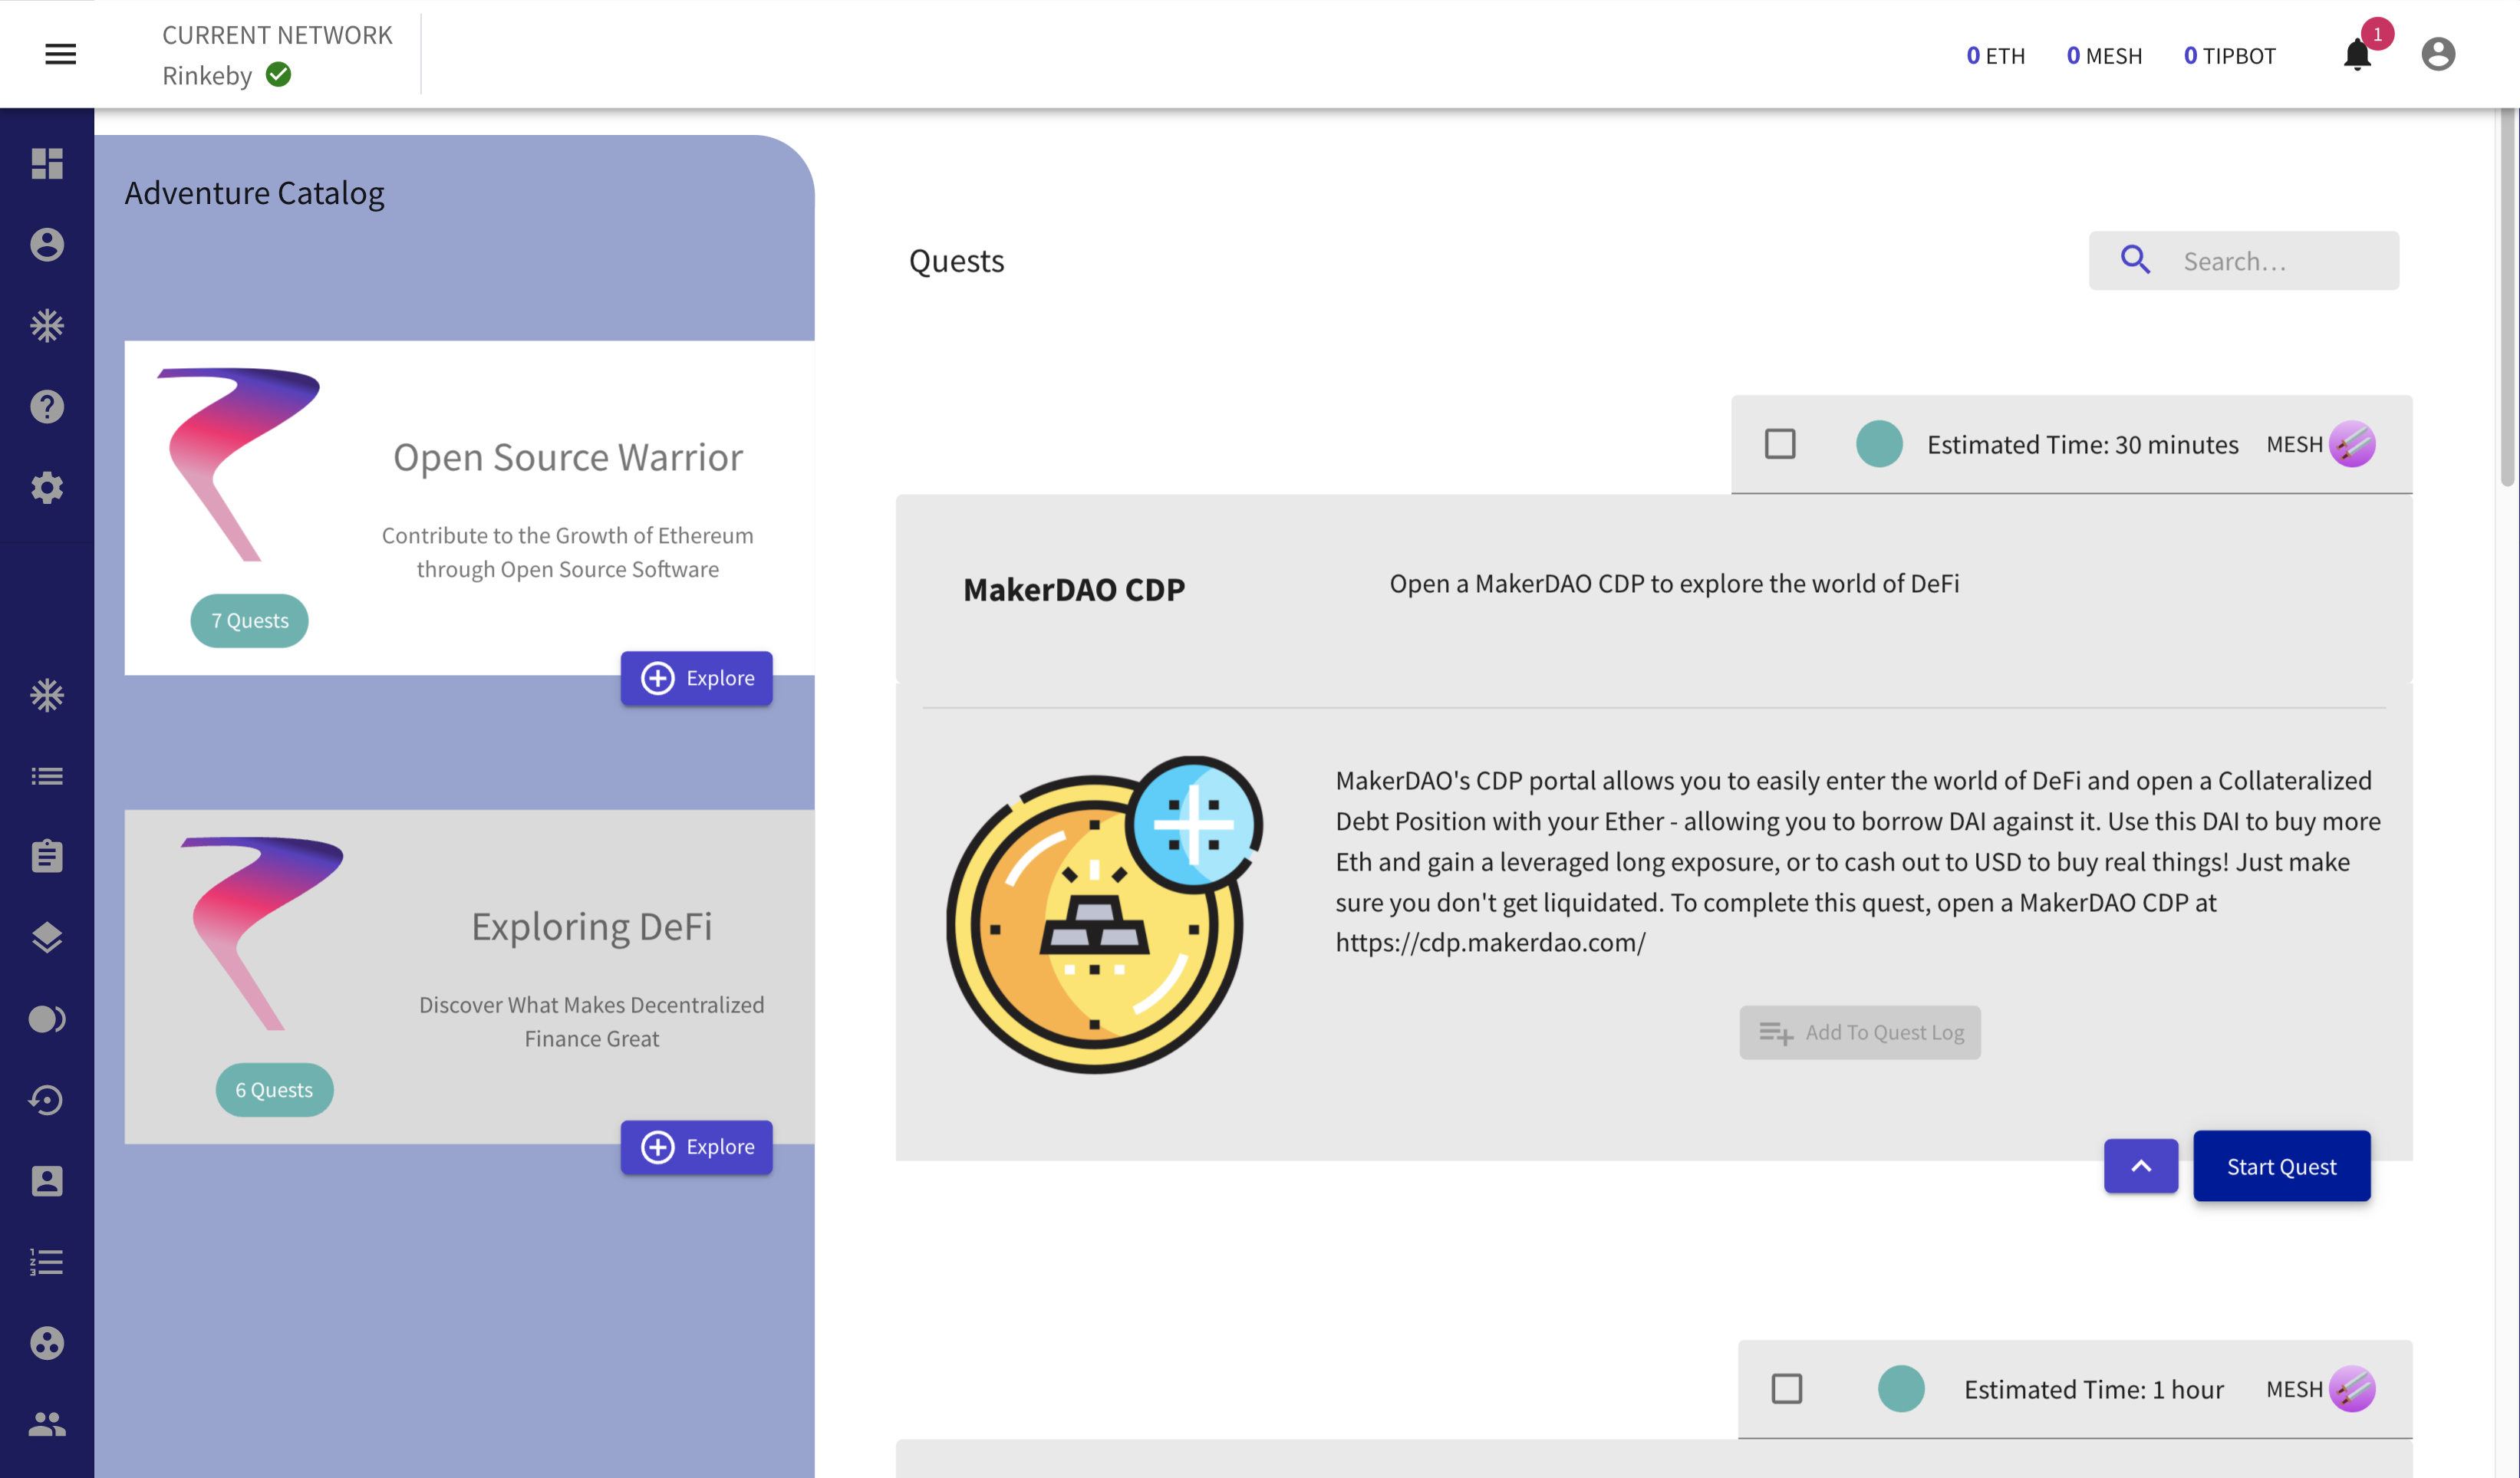 CURRENT NETWORK
Rinkeby
0 ETH 0 MESH 0 TIPBOT
1
Adventure Catalog
Open Source Warrior
Contribute to the Growth of Ethereum
through Open Source Software
7 Quests
Explore
Exploring DeFi
Discover What Makes Decentralized
Finance Great
6 Quests
Explore
Quests
Search...
Estimated Time: 30 minutes MESH
MakerDAO CDP
Open a MakerDAO CDP to explore the world of DeFi
MakerDAO's CDP portal allows you to easily enter the world of DeFi and open a Collateralized
Debt Position with your Ether - allowing you to borrow DAI against it. Use this DAI to buy more
Eth and gain a leveraged long exposure, or to cash out to USD to buy real things! Just make
sure you don't get liquidated. To complete this quest, open a MakerDAO CDP at
https://cdp.makerdao.com/
Add To Quest Log
Start Quest
Estimated Time: 1 hour MESH